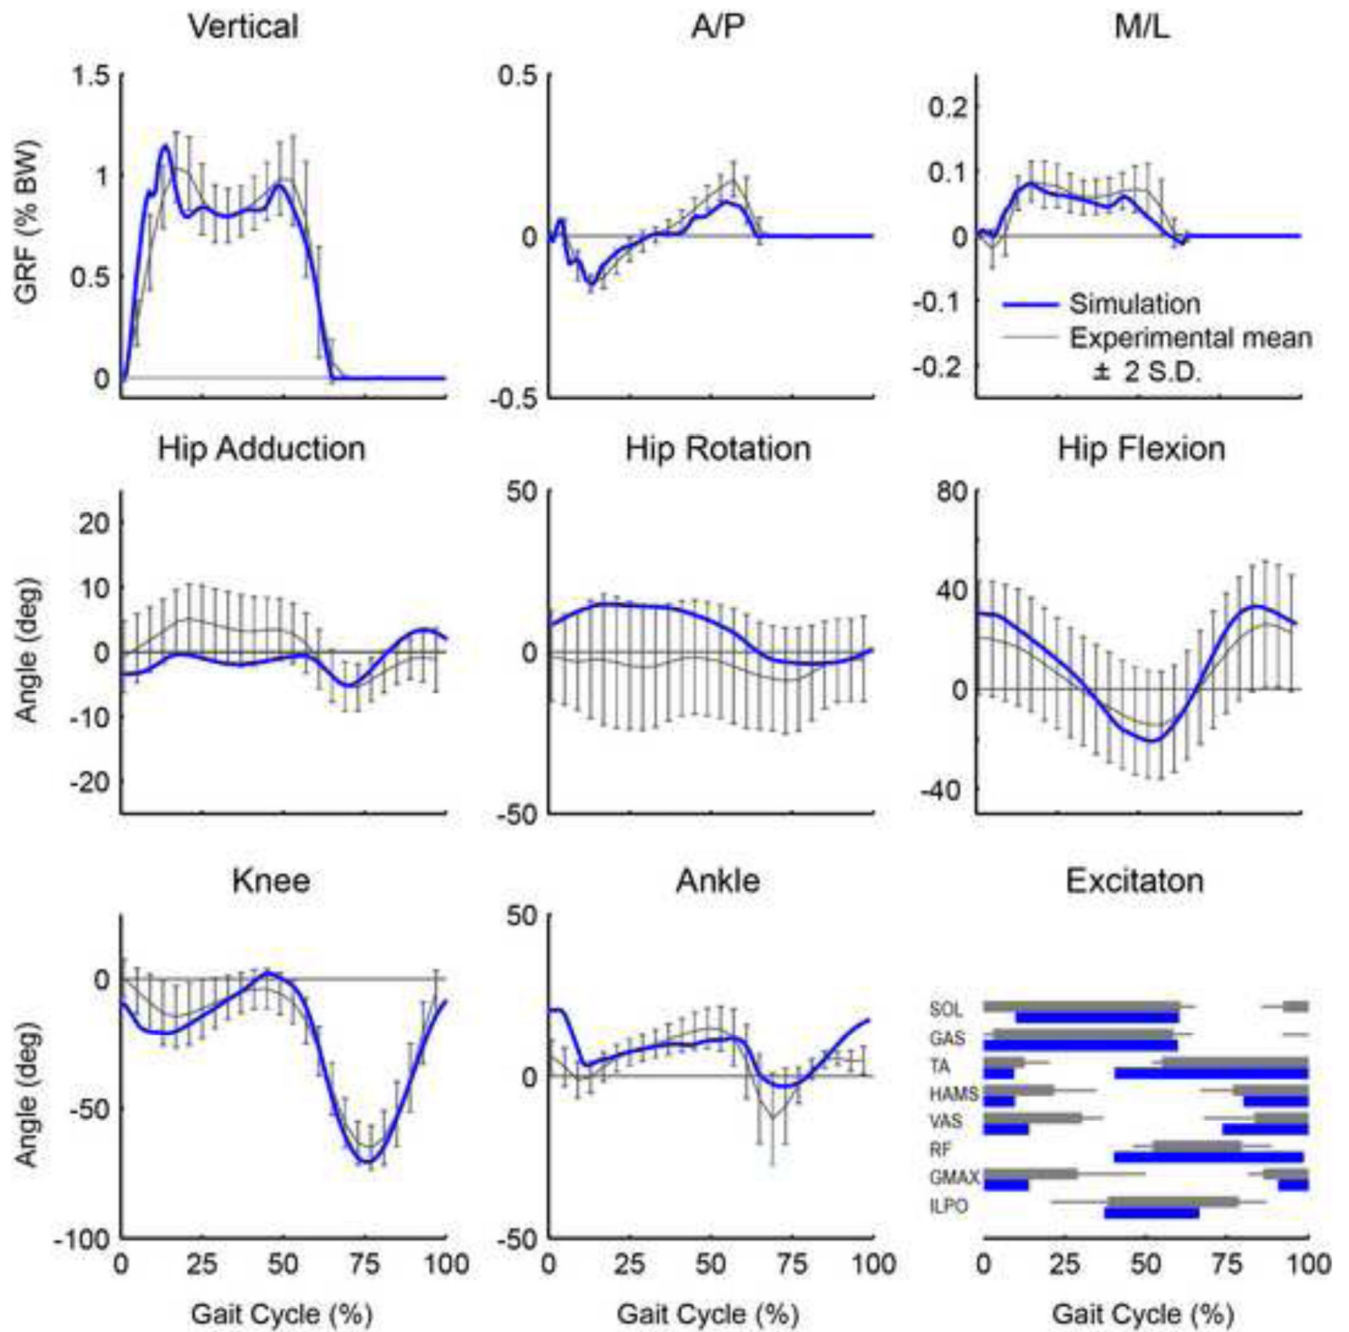 Vertical
A/P
M/L
GRF (% BW)
1.5
1
0.5
0
0.5
0
-0.5
0.2
0.1
0
-0.1
-0.2
Simulation
Experimental mean
± 2 S.D.
Hip Adduction
Hip Rotation
Hip Flexion
Angle (deg)
20
10
0
-10
-20
50
0
-50
80
40
0
-40
Knee
Ankle
Excitaton
Angle (deg)
0
-50
-100
50
0
-50
SOL
GAS
TA
HAMS
VAS
RF
GMAX
ILPO
0 25 50 75 100
0 25 50 75 100
0 25 50 75 100
Gait Cycle (%)
Gait Cycle (%)
Gait Cycle (%)